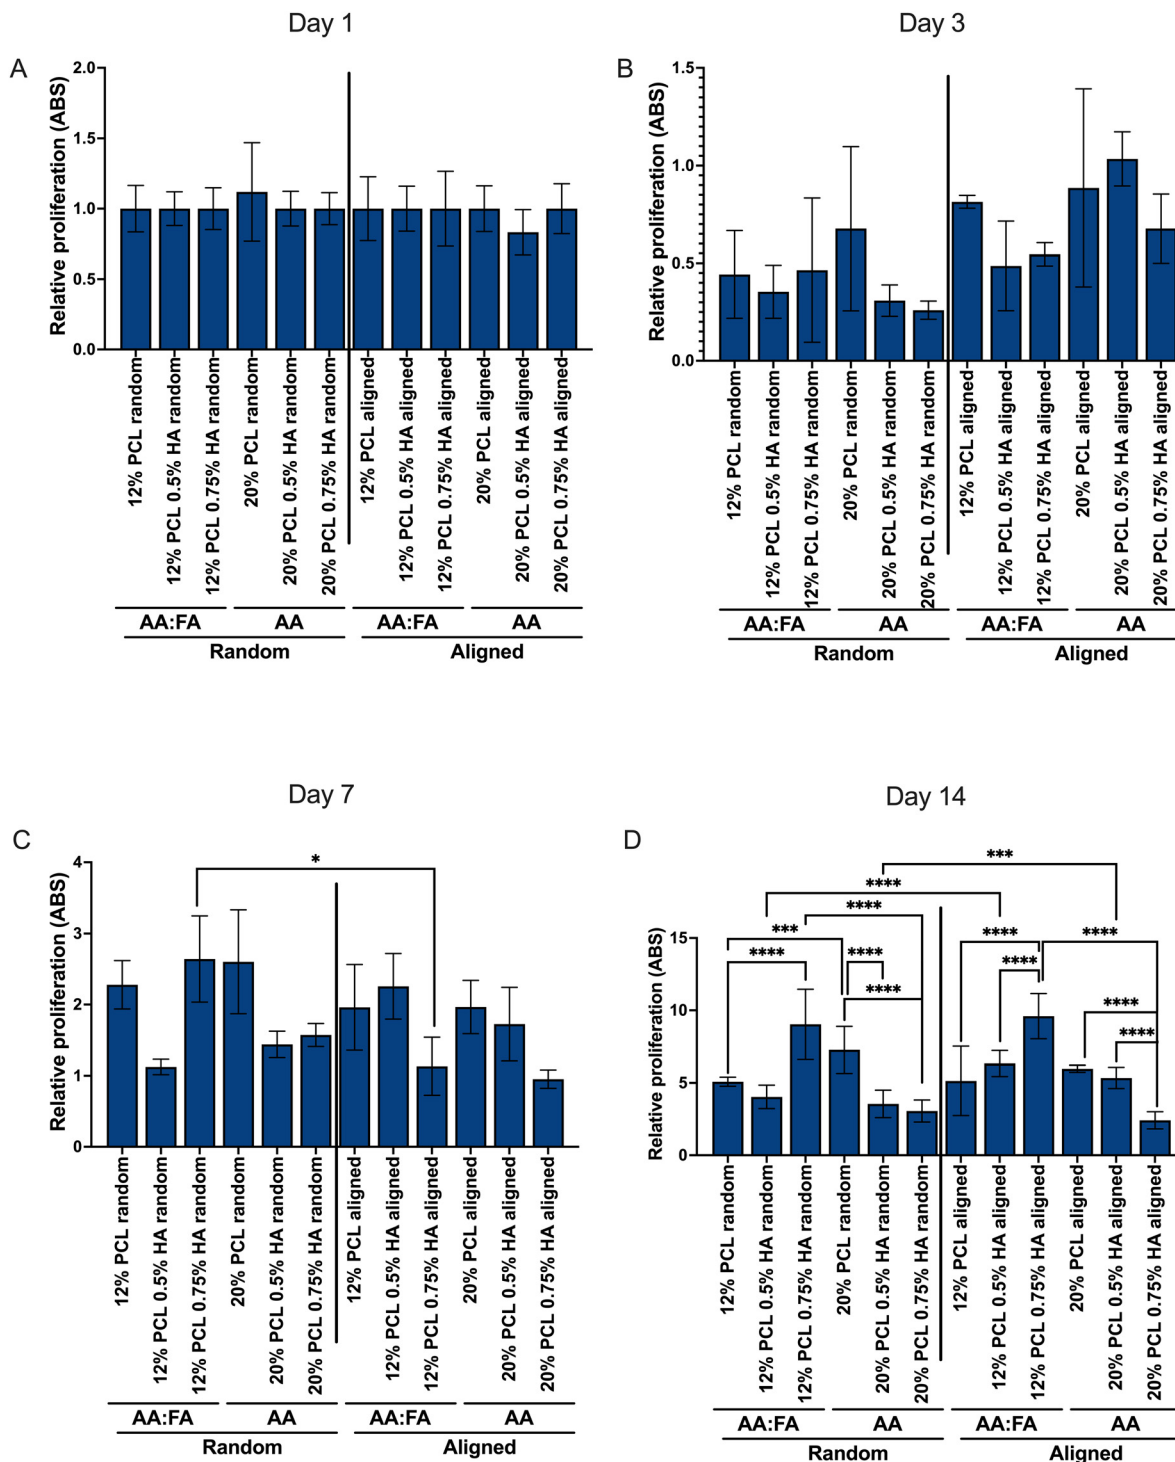 Day 1
A
Relative proliferation (ABS)
2.0
1.5
1.0
0.5
0.0
12% PCL random
12% PCL 0.5% HA random
12% PCL 0.75% HA random
20% PCL random
20% PCL 0.5% HA random
20% PCL 0.75% HA random
12% PCL aligned
12% PCL 0.5% HA aligned
12% PCL 0.75% HA aligned
20% PCL aligned
20% PCL 0.5% HA aligned
20% PCL 0.75% HA aligned
AA:FA
AA
AA:FA
AA
Random
Aligned
Day 3
B
Relative proliferation (ABS)
1.5
1.0
0.5
0.0
12% PCL random
12% PCL 0.5% HA random
12% PCL 0.75% HA random
20% PCL random
20% PCL 0.5% HA random
20% PCL 0.75% HA random
12% PCL aligned
12% PCL 0.5% HA aligned
12% PCL 0.75% HA aligned
20% PCL aligned
20% PCL 0.5% HA aligned
20% PCL 0.75% HA aligned
AA:FA
AA
AA:FA
AA
Random
Aligned
Day 7
C
Relative proliferation (ABS)
4
3
2
1
0
*
12% PCL random
12% PCL 0.5% HA random
12% PCL 0.75% HA random
20% PCL random
20% PCL 0.5% HA random
20% PCL 0.75% HA random
12% PCL aligned
12% PCL 0.5% HA aligned
12% PCL 0.75% HA aligned
20% PCL aligned
20% PCL 0.5% HA aligned
20% PCL 0.75% HA aligned
AA:FA
AA
AA:FA
AA
Random
Aligned
Day 14
D
Relative proliferation (ABS)
15
10
5
0
***
****
****
***
****
****
****
****
****
****
****
****
12% PCL random
12% PCL 0.5% HA random
12% PCL 0.75% HA random
20% PCL random
20% PCL 0.5% HA random
20% PCL 0.75% HA random
12% PCL aligned
12% PCL 0.5% HA aligned
12% PCL 0.75% HA aligned
20% PCL aligned
20% PCL 0.5% HA aligned
20% PCL 0.75% HA aligned
AA:FA
AA
AA:FA
AA
Random
Aligned